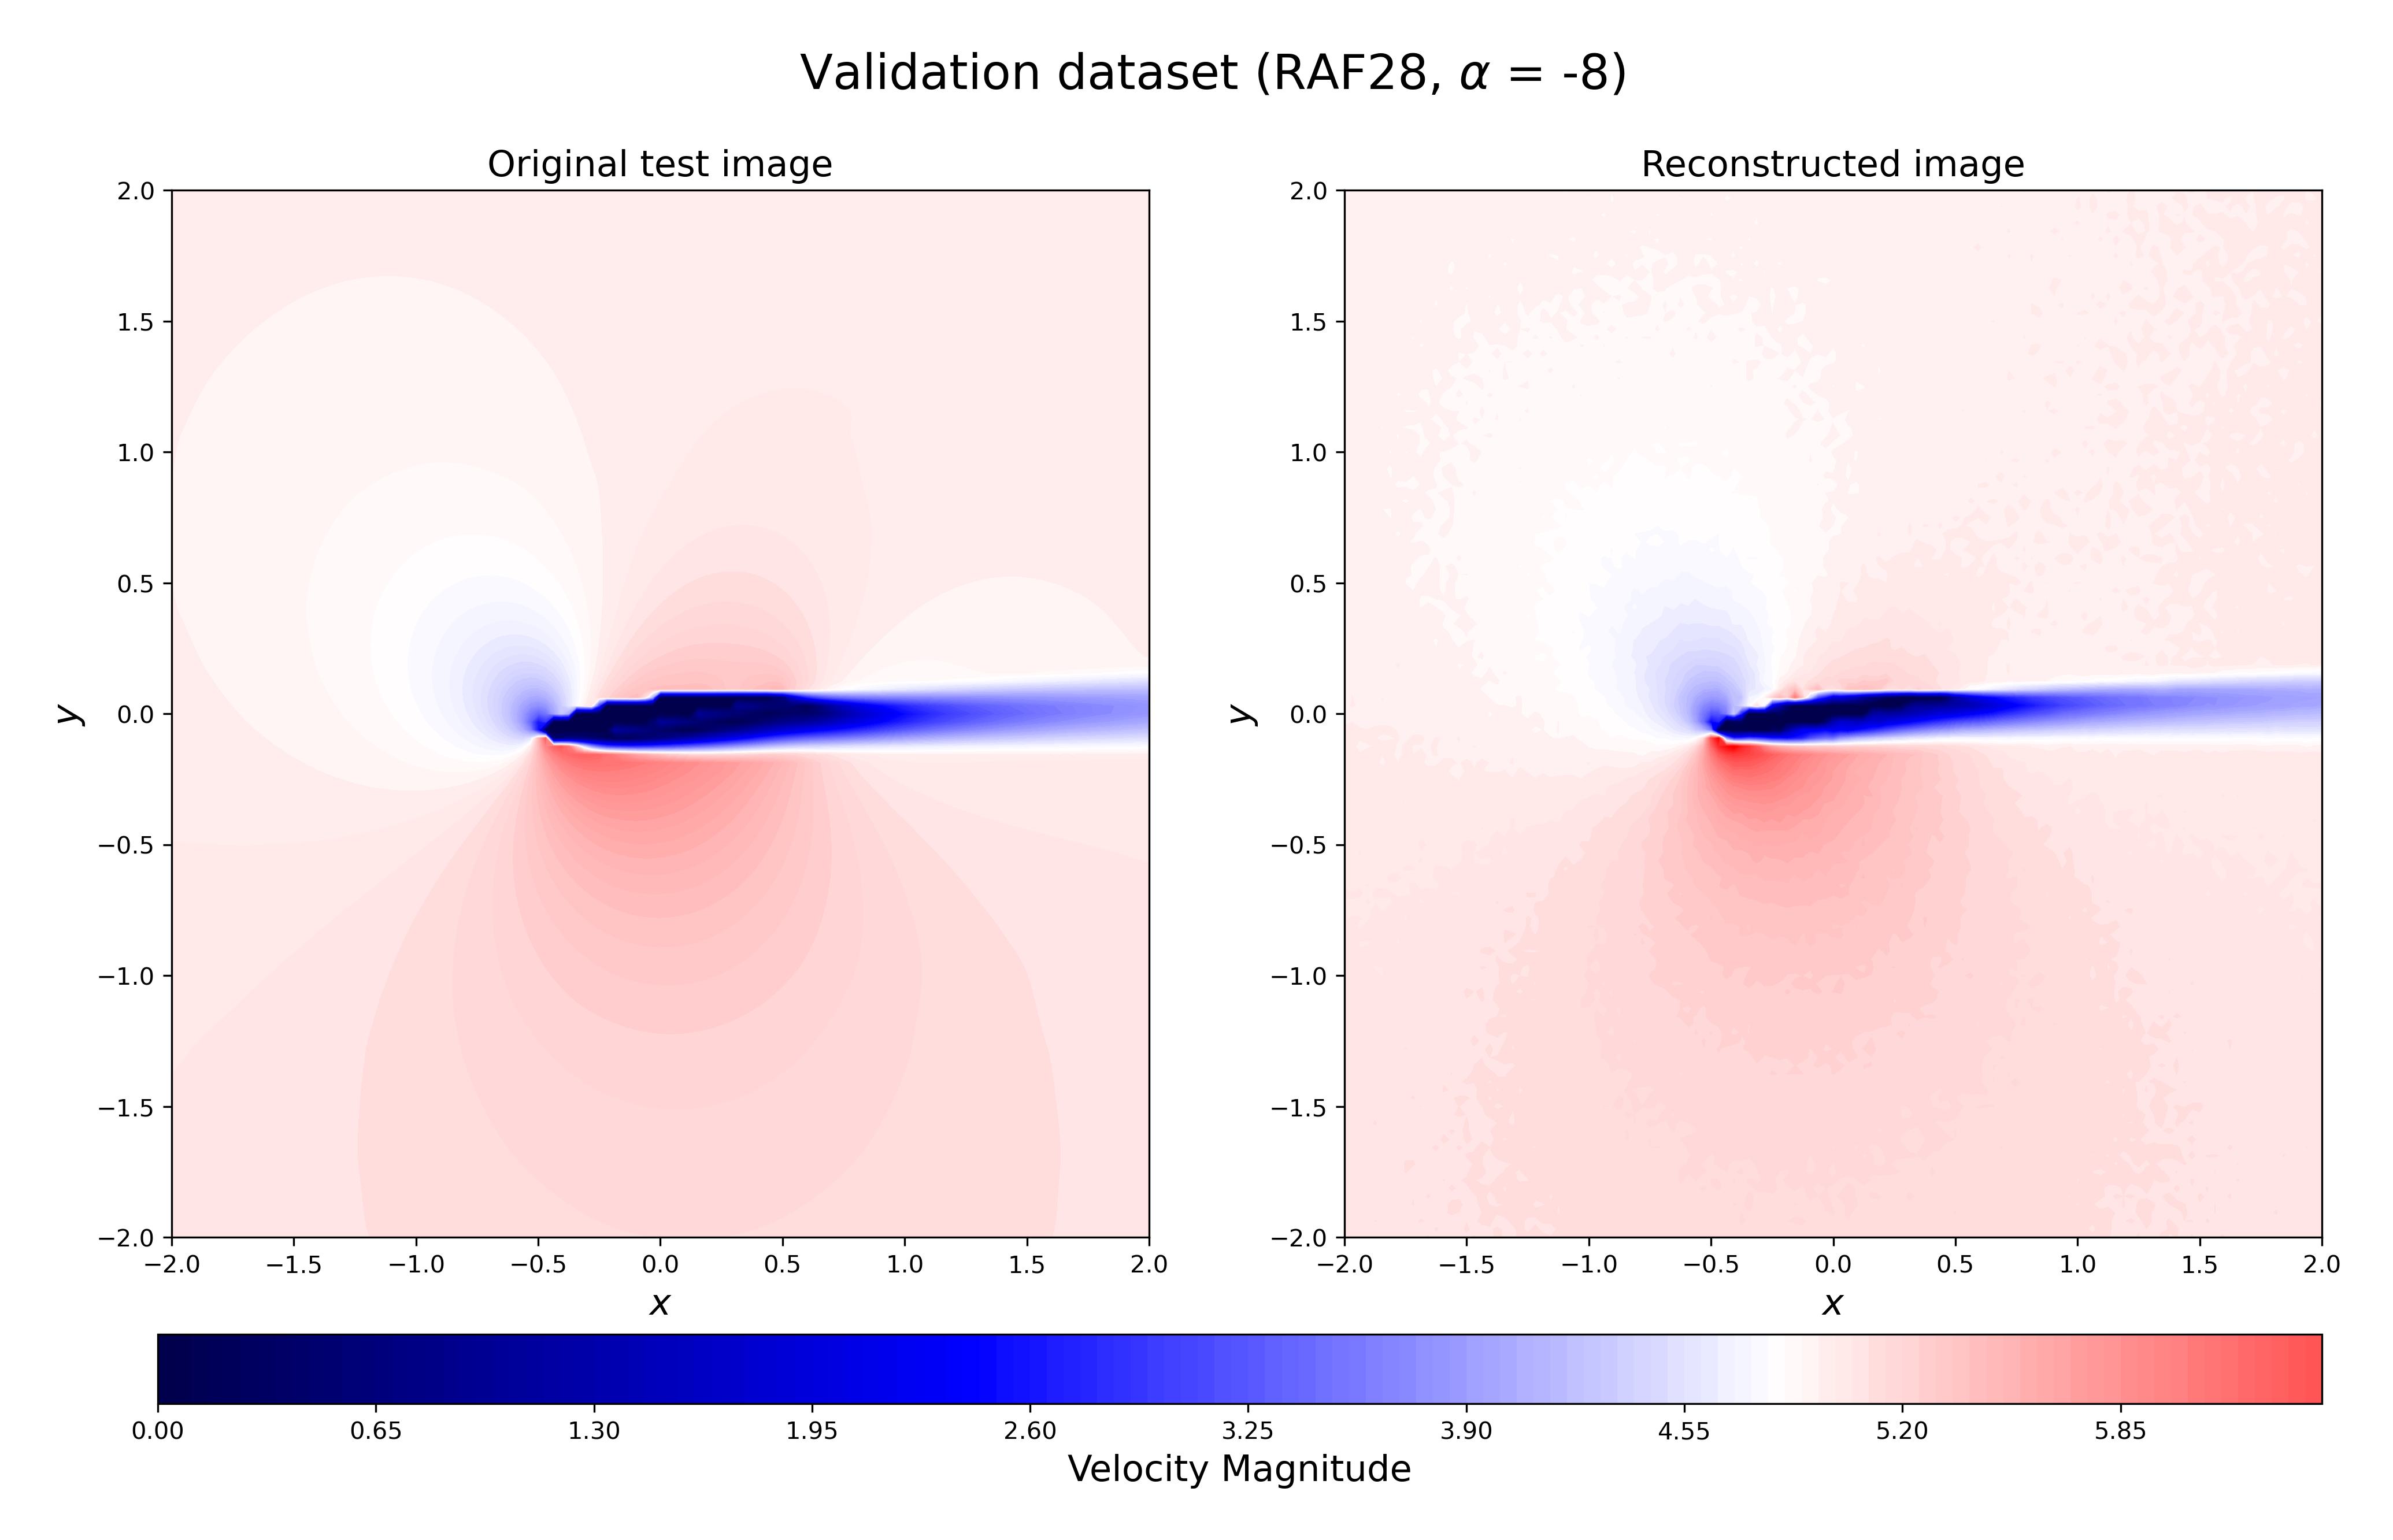 Validation dataset (RAF28, α = -8)
Original test image
2.0
1.5
1.0
0.5
0.0
−0.5
−1.0
−1.5
−2.0
y
−2.0 −1.5 −1.0 −0.5 0.0 0.5 1.0 1.5 2.0
x
Reconstructed image
2.0
1.5
1.0
0.5
0.0
−0.5
−1.0
−1.5
−2.0
y
−2.0 −1.5 −1.0 −0.5 0.0 0.5 1.0 1.5 2.0
x
0.00 0.65 1.30 1.95 2.60 3.25 3.90 4.55 5.20 5.85
Velocity Magnitude